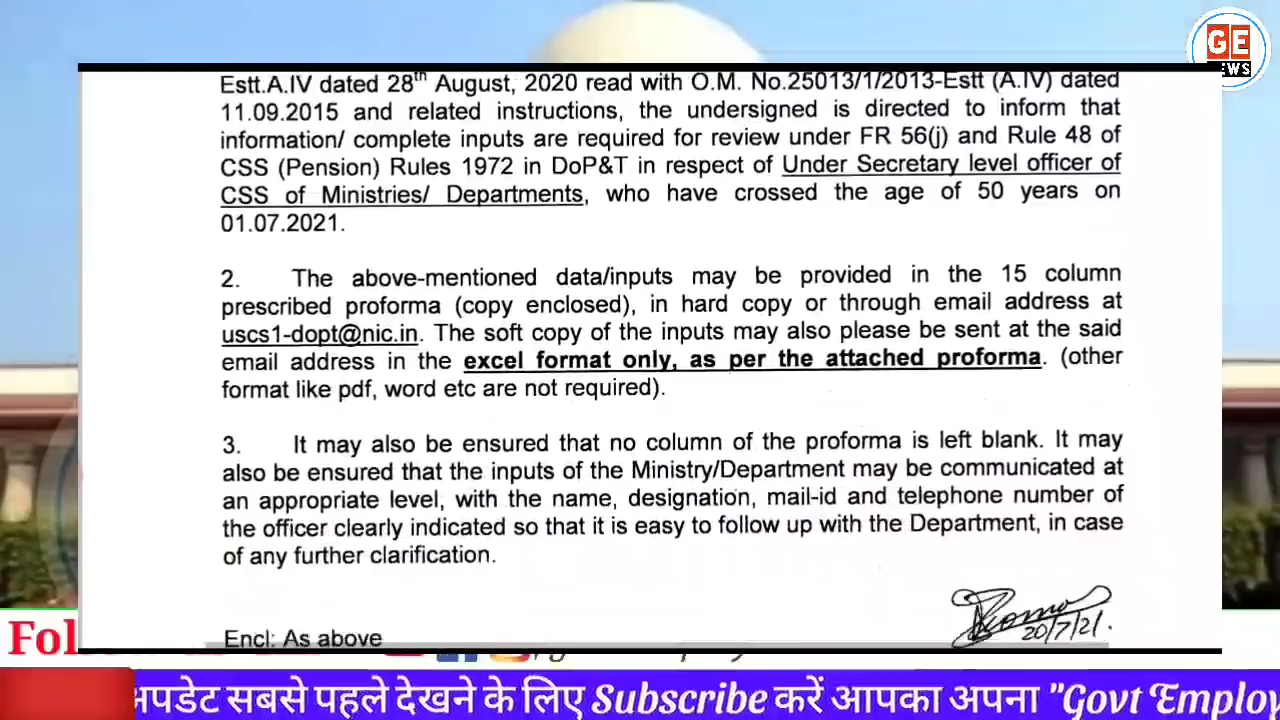 GE
NEWS
Estt.A.IV dated 28th August, 2020 read with O.M. No.25013/1/2013-Estt (A.IV) dated
11.09.2015 and related instructions, the undersigned is directed to inform that
information/ complete inputs are required for review under FR 56(j) and Rule 48 of
CSS (Pension) Rules 1972 in DoP&T in respect of Under Secretary level officer of
CSS of Ministries/ Departments, who have crossed the age of 50 years on
01.07.2021.
2. The above-mentioned data/inputs may be provided in the 15 column
prescribed proforma (copy enclosed), in hard copy or through email address at
uscs1-dopt@nic.in. The soft copy of the inputs may also please be sent at the said
email address in the excel format only, as per the attached proforma. (other
format like pdf, word etc are not required).
3. It may also be ensured that no column of the proforma is left blank. It may
also be ensured that the inputs of the Ministry/Department may be communicated at
an appropriate level, with the name, designation, mail-id and telephone number of
the officer clearly indicated so that it is easy to follow up with the Department, in case
of any further clarification.
20/7/21.
Encl: As above
Fol
अपडेट सबसे पहले देखने के लिए Subscribe करें आपका अपना "Govt Employ